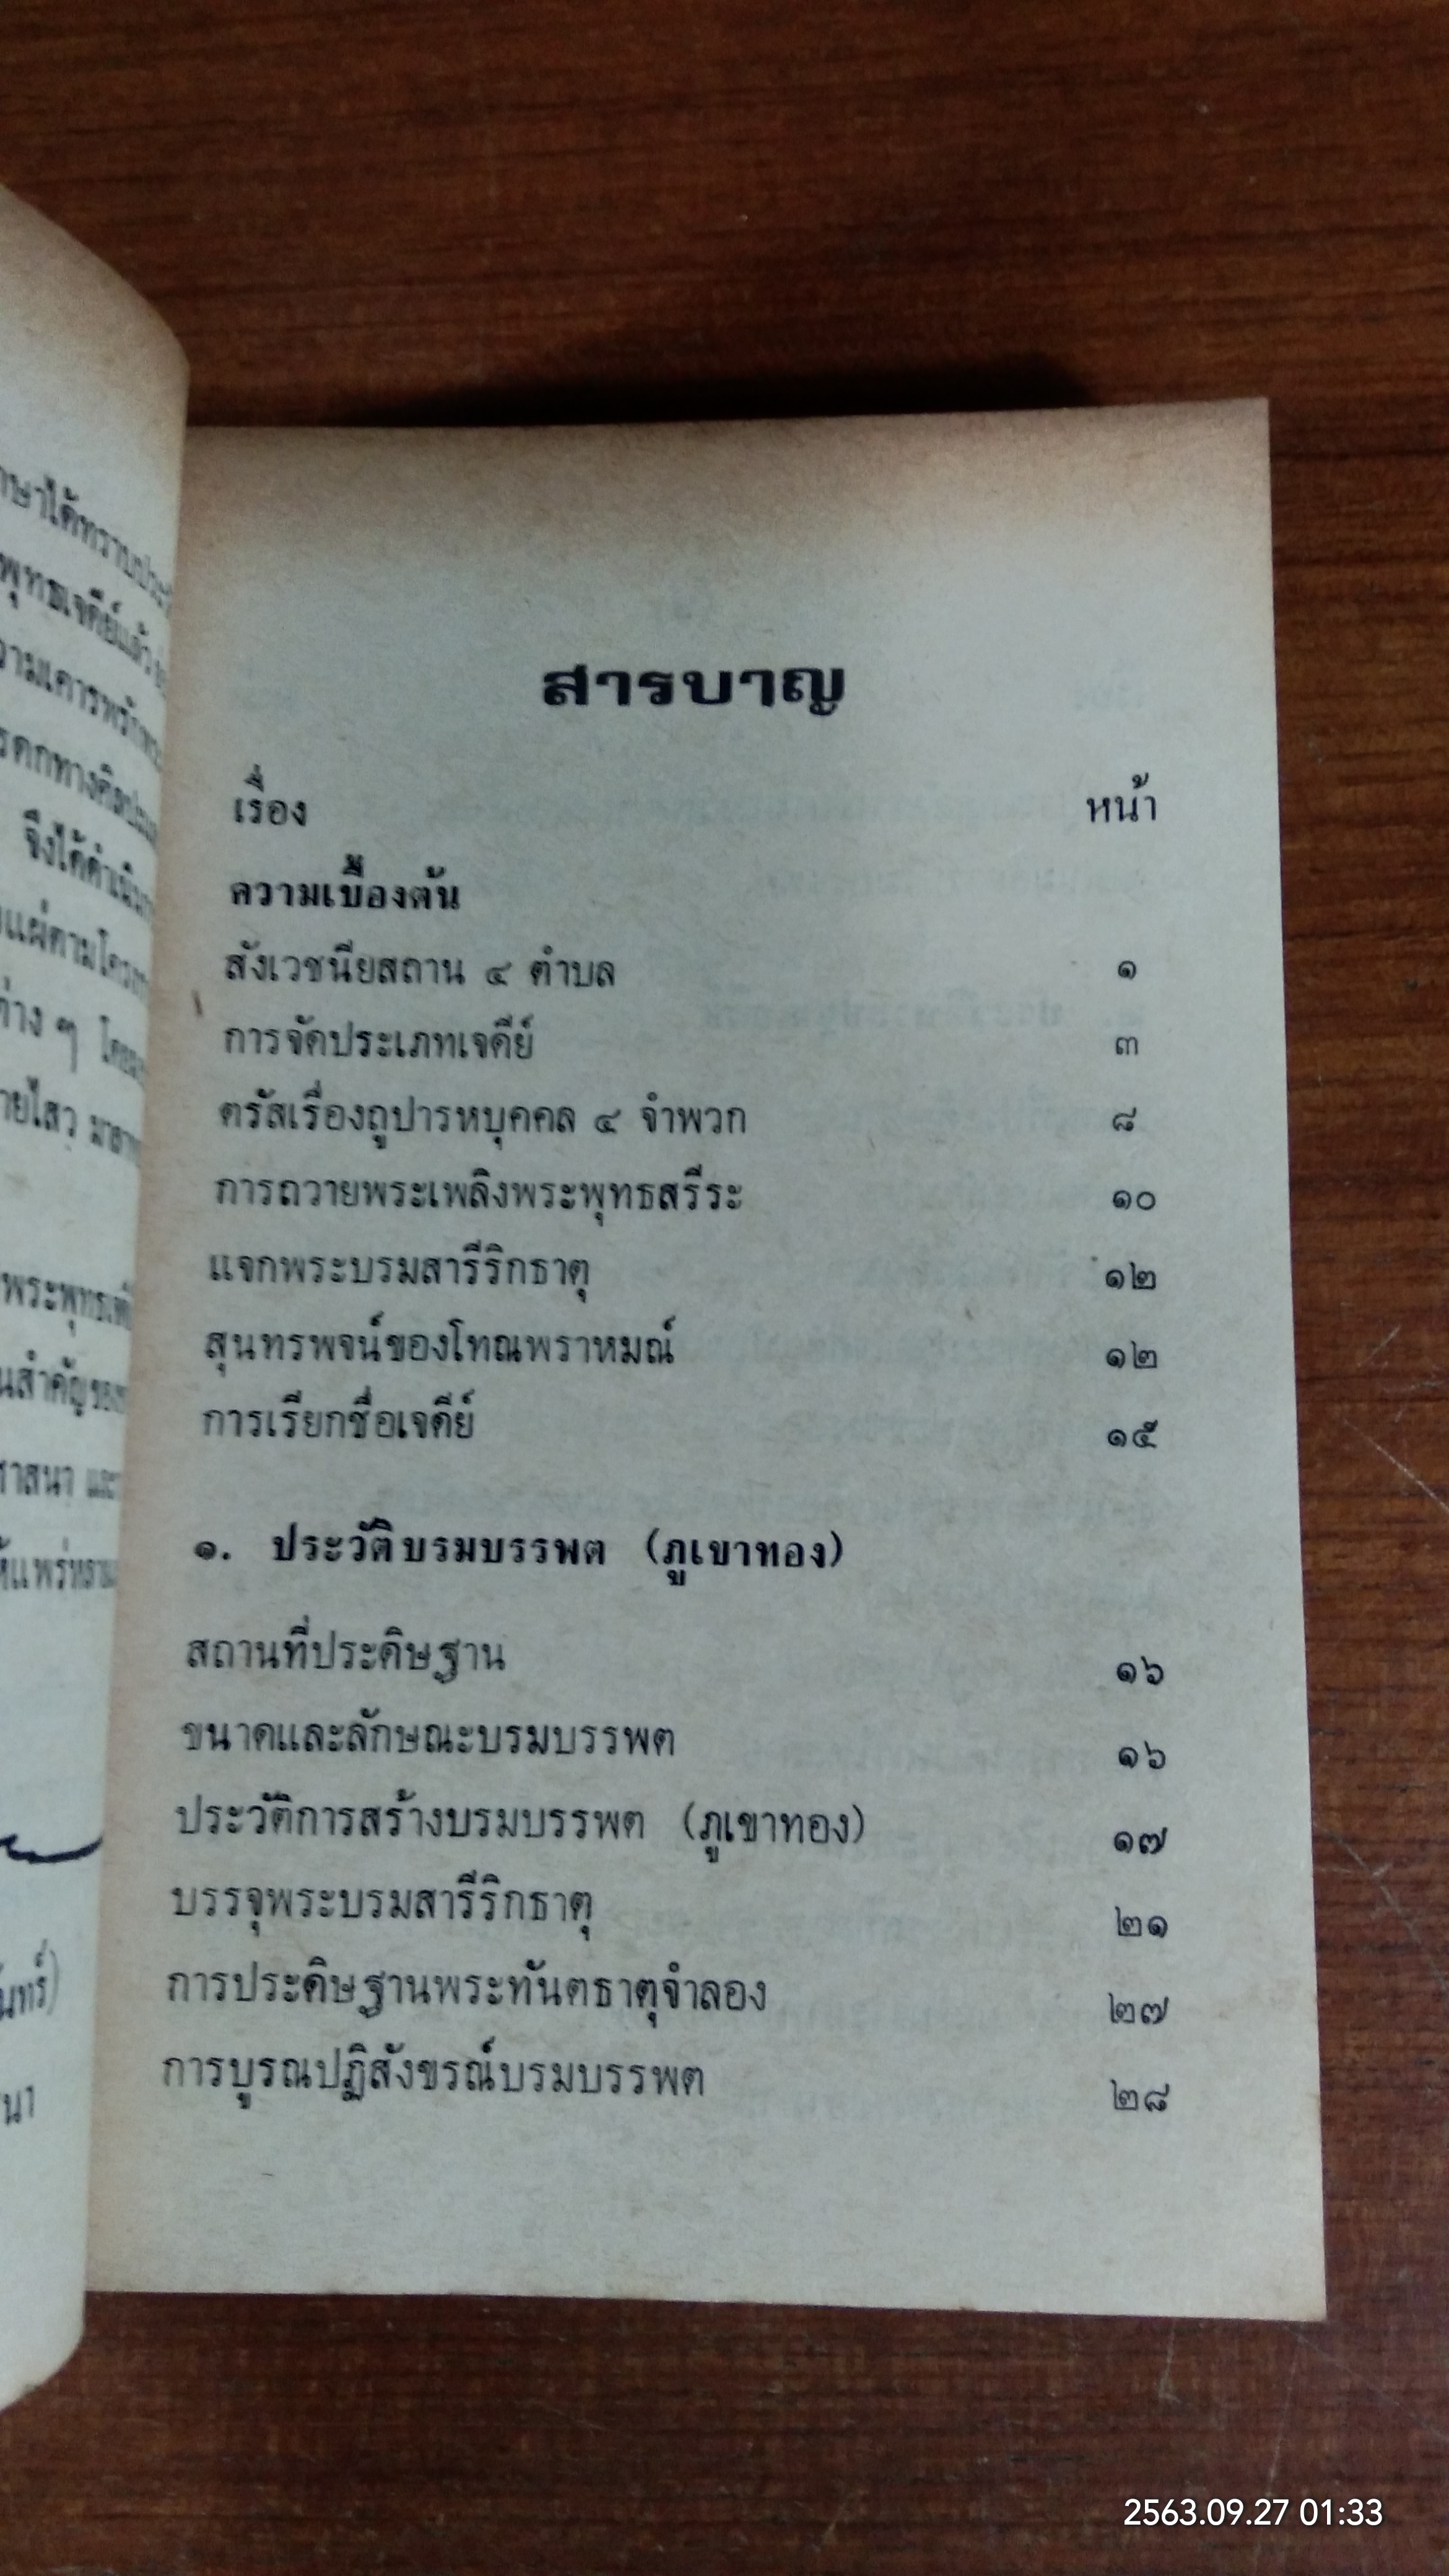 สารบาญ
เรื่อง หน้า
ความเบื้องต้น
สังเวชนียสถาน ๔ ตำบล ๑
การจัดประเภทเจดีย์ ๓
ตรัสเรื่องถูปารหบุคคล ๔ จำพวก ๘
การถวายพระเพลิงพระพุทธสรีระ ๑๐
แจกพระบรมสารีริกธาตุ ๑๒
สุนทรพจน์ของโทณพราหมณ์ ๑๒
การเรียกชื่อเจดีย์ ๑๕
๑. ประวัติบรมบรรพต (ภูเขาทอง)
สถานที่ประดิษฐาน ๑๖
ขนาดและลักษณะบรมบรรพต ๑๖
ประวัติการสร้างบรมบรรพต (ภูเขาทอง) ๑๗
บรรจุพระบรมสารีริกธาตุ ๒๑
การประดิษฐานพระทันตธาตุจำลอง ๒๗
การบูรณปฏิสังขรณ์บรมบรรพต ๒๘
2563.09.27 01:33